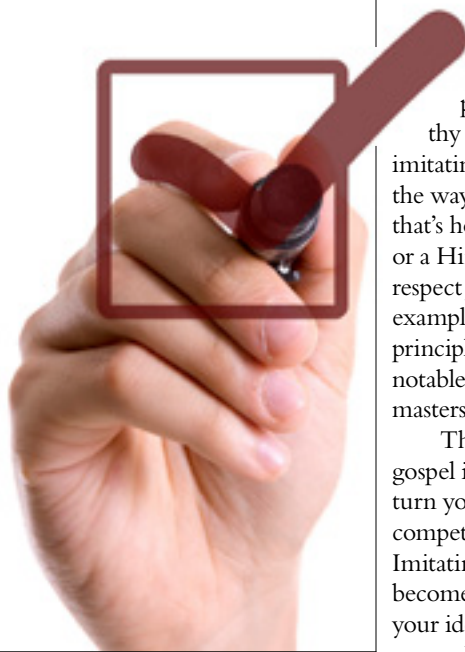 thy
imitatin
the way
that's ho
or a Hi
respect
example
principl
notable
masters
Th
gospel i
turn yo
compet
Imitatin
become
your id